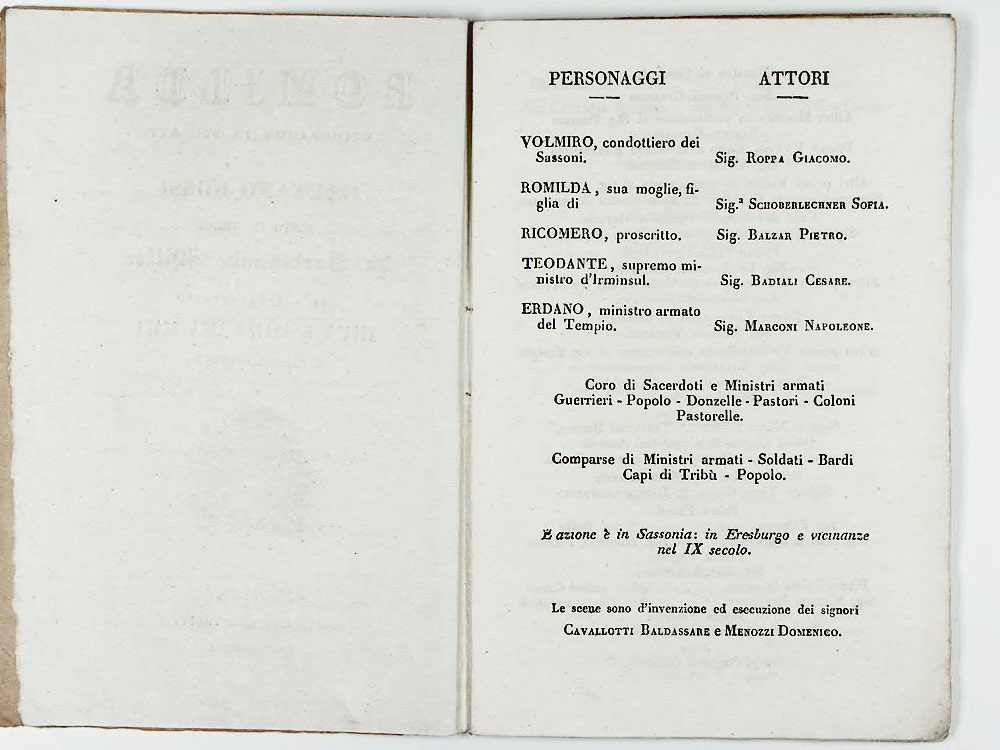 PERSONAGGI ATTORI
VOLMIRO, condottiero dei
Sassoni. Sig. Roppa Giacomo.
ROMILDA, sua moglie, fi-
glia di Sig.ª Schoberlechner Sofia.
RICOMERO, proscritto. Sig. Balzar Pietro.
TEODANTE, supremo mi-
nistro d'Irminsul. Sig. Badiali Cesare.
ERDANO, ministro armato
del Tempio. Sig. Marconi Napoleone.
Coro di Sacerdoti e Ministri armati
Guerrieri - Popolo - Donzelle - Pastori - Coloni
Pastorelle.
Comparse di Ministri armati - Soldati - Bardi
Capi di Tribù - Popolo.
azione è in Sassonia: in Eresburgo e vicinanze
nel IX secolo.
Le scene sono d'invenzione ed esecuzione dei signori
Cavallotti Baldassare e Menozzi Domenico.